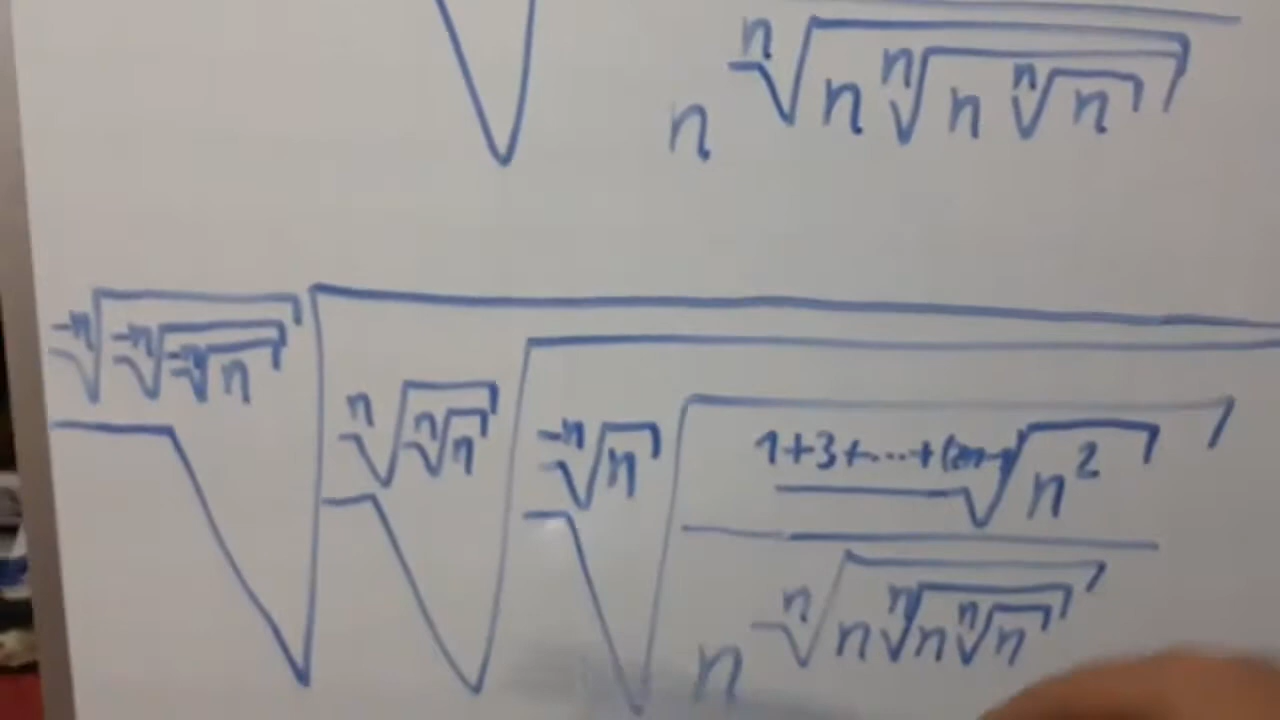 n ⁿ√(n ⁿ√(n ⁿ√n))
⁻ⁿ√(⁻ⁿ√(⁻ⁿ√n)) √ ⁿ√(ⁿ√n) √ ⁻ⁿ√n √ 1+3+...+(2n-1) √n²
n ⁿ√(n ⁿ√(n ⁿ√n))